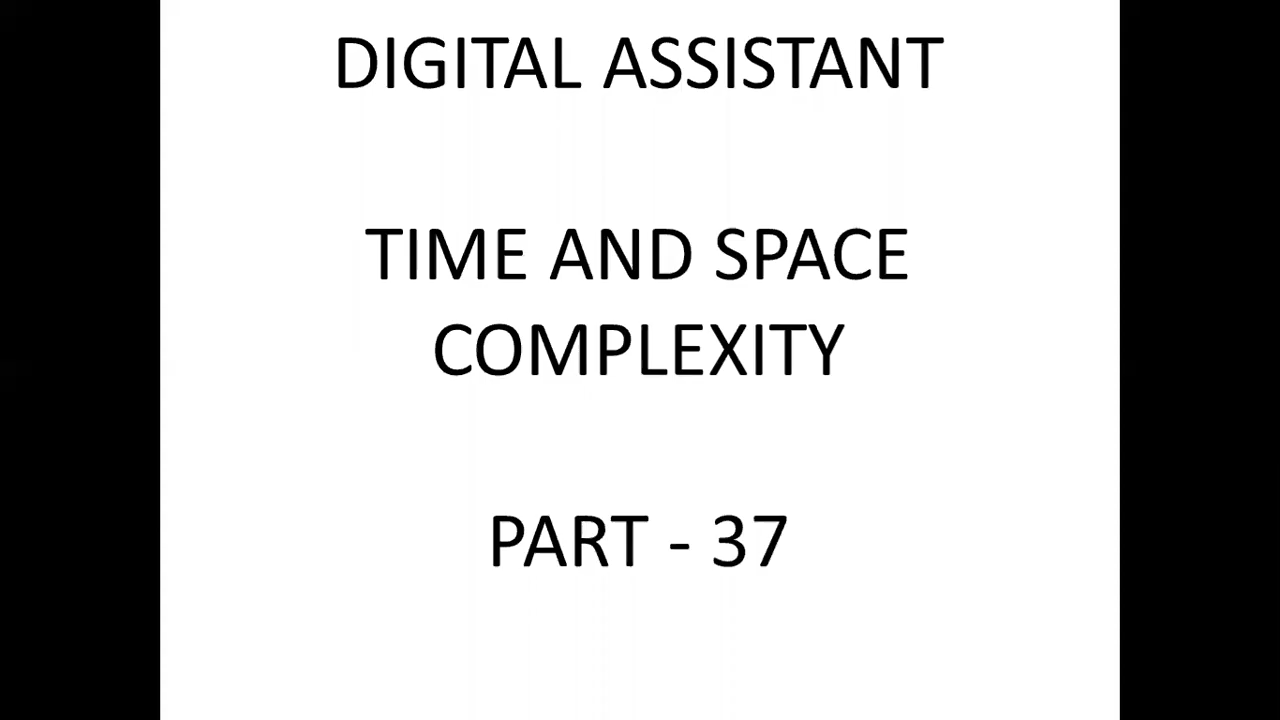 DIGITAL ASSISTANT
TIME AND SPACE
COMPLEXITY
PART - 37